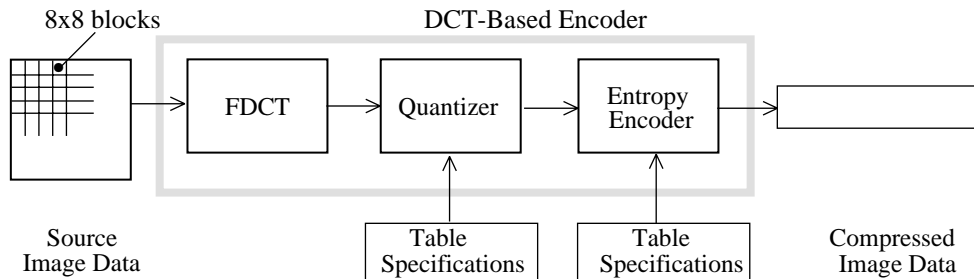 8x8 blocks
DCT-Based Encoder
FDCT
Quantizer
Entropy
Encoder
Source
Image Data
Table
Specifications
Table
Specifications
Compressed
Image Data